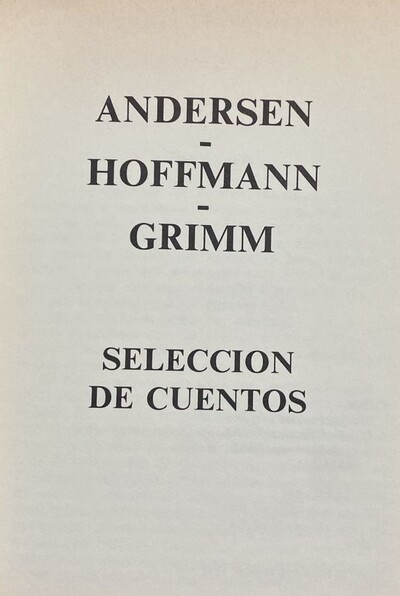 ANDERSEN
-
HOFFMANN
-
GRIMM
SELECCION
DE CUENTOS